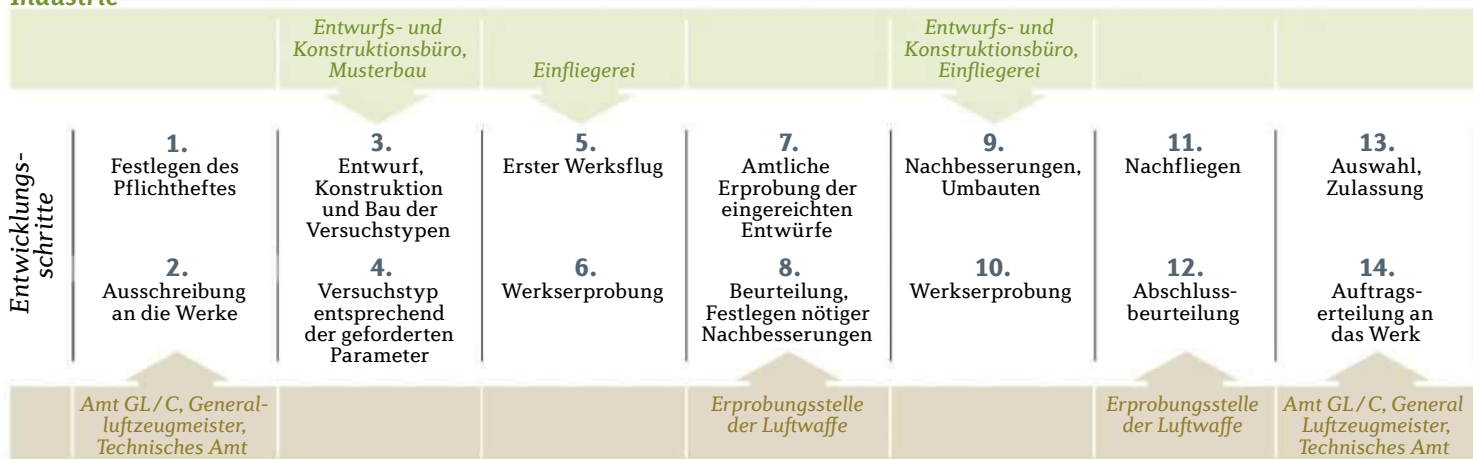 Industrie
Entwurfs- und
Konstruktionsbüro,
Musterbau
Einfliegerei
Entwurfs- und
Konstruktionsbüro,
Einfliegerei
Entwicklungs-
schritte
1.
Festlegen des
Pflichtheftes
2.
Ausschreibung
an die Werke
3.
Entwurf,
Konstruktion
und Bau der
Versuchstypen
4.
Versuchstyp
entsprechend
der geforderten
Parameter
5.
Erster Werksflug
6.
Werkserprobung
7.
Amtliche
Erprobung der
eingereichten
Entwürfe
8.
Beurteilung,
Festlegen nötiger
Nachbesserungen
9.
Nachbesserungen,
Umbauten
10.
Werkserprobung
11.
Nachfliegen
12.
Abschluss-
beurteilung
13.
Auswahl,
Zulassung
14.
Auftrags-
erteilung an
das Werk
Amt GL / C, General-
luftzeugmeister,
Technisches Amt
Erprobungsstelle
der Luftwaffe
Erprobungsstelle
der Luftwaffe
Amt GL / C, General
Luftzeugmeister,
Technisches Amt